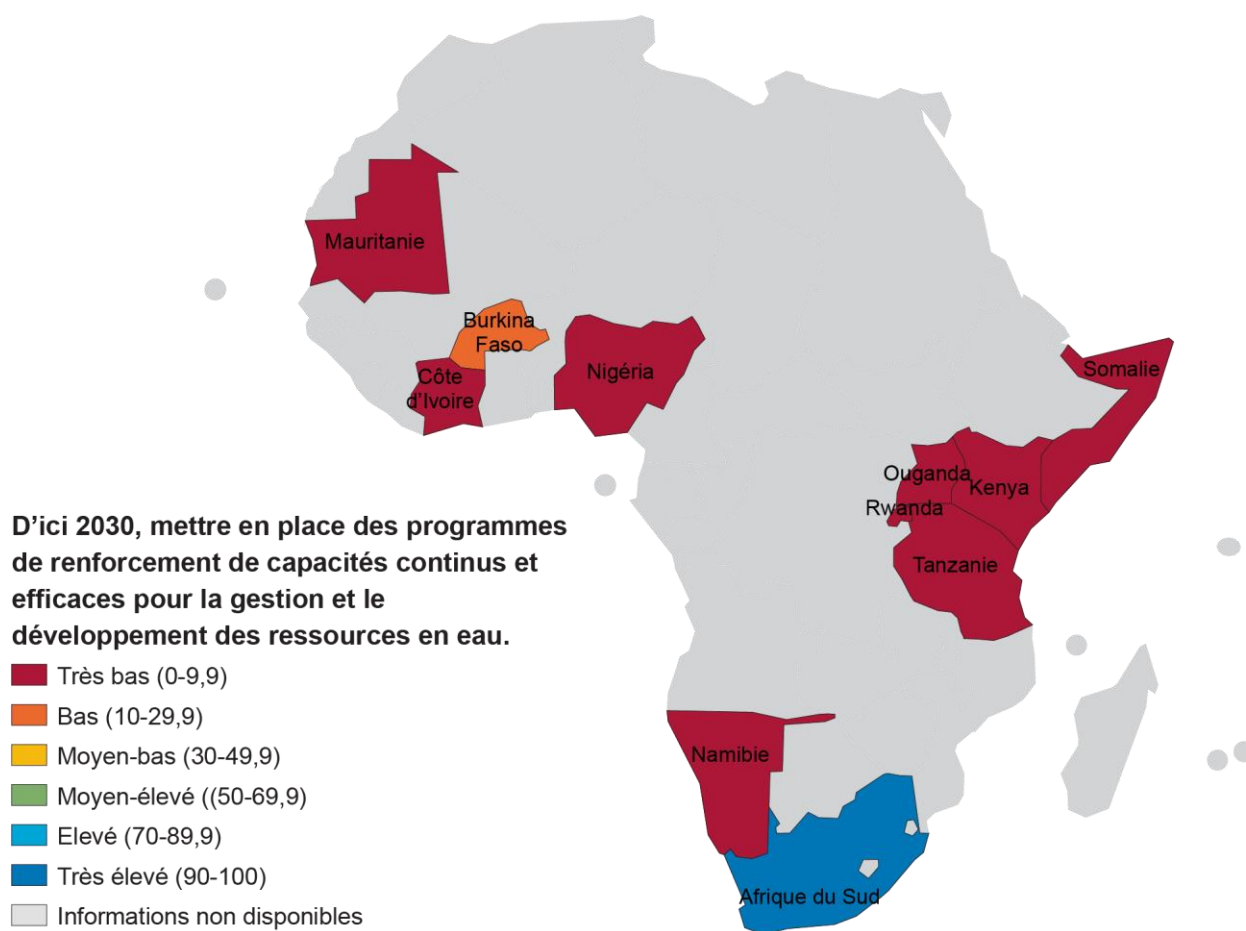 Mauritanie
Burkina
Faso
Côte
d’Ivoire
Nigéria
Somalie
Ouganda
Kenya
Rwanda
Tanzanie
Namibie
Afrique du Sud
D’ici 2030, mettre en place des programmes
de renforcement de capacités continus et
efficaces pour la gestion et le
développement des ressources en eau.
Très bas (0-9,9)
Bas (10-29,9)
Moyen-bas (30-49,9)
Moyen-élevé ((50-69,9)
Elevé (70-89,9)
Très élevé (90-100)
Informations non disponibles